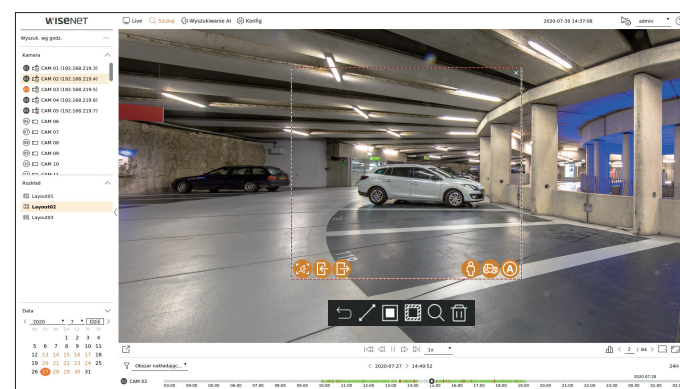 WISENET
Live Szukaj Wyszukiwanie AI Konfig
2020-07-30 14:37:08
admin
Wyszuk. wg godz.
Kamera
CAM 01 (192.168.219.3)
CAM 02 (192.168.219.4)
CAM 03 (192.168.219.5)
CAM 04 (192.168.219.6)
CAM 05 (192.168.219.7)
CAM 06
CAM 07
CAM 08
CAM 09
CAM 10
CAM 11
Rozkład
Layout01
Layout02
Layout03
A
Data
2020 7 Dziś
1 2 3 4
5 6 7 8 9 10 11
12 13 14 15 16 17 18
19 20 21 22 23 24 25
26 27 28 29 30 31
1x
2 / 64
Obszar nakładając...
2020-07-27 14:49:52
24H
2020.07.28
CAM 02
03:00 04:00 05:00 06:00 07:00 08:00 09:00 10:00 11:00 12:00 13:00 14:00 15:00 16:00 17:00 18:00 19:00 20:00 21:00 22:00 23:00 00:00 01:00 02:00